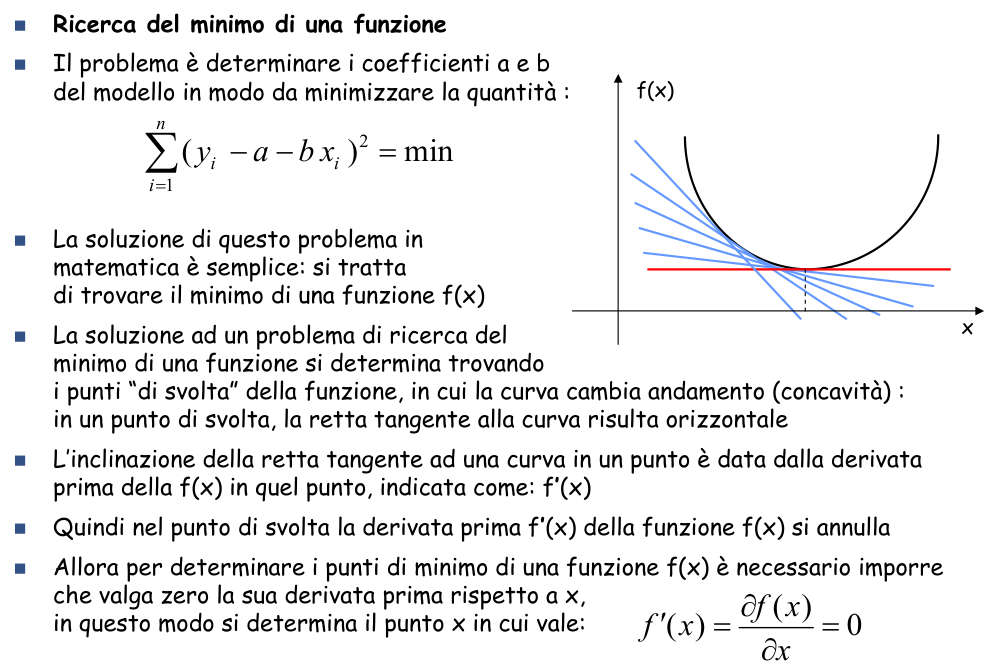 Ricerca del minimo di una funzione
Il problema è determinare i coefficienti a e b
del modello in modo da minimizzare la quantità :
n
∑ (yᵢ − a − b xᵢ)² = min
i=1
f(x)
x
La soluzione di questo problema in
matematica è semplice: si tratta
di trovare il minimo di una funzione f(x)
La soluzione ad un problema di ricerca del
minimo di una funzione si determina trovando
i punti “di svolta” della funzione, in cui la curva cambia andamento (concavità) :
in un punto di svolta, la retta tangente alla curva risulta orizzontale
L’inclinazione della retta tangente ad una curva in un punto è data dalla derivata
prima della f(x) in quel punto, indicata come: f’(x)
Quindi nel punto di svolta la derivata prima f’(x) della funzione f(x) si annulla
Allora per determinare i punti di minimo di una funzione f(x) è necessario imporre
che valga zero la sua derivata prima rispetto a x,
in questo modo si determina il punto x in cui vale:
f′(x) = ∂f(x)/∂x = 0